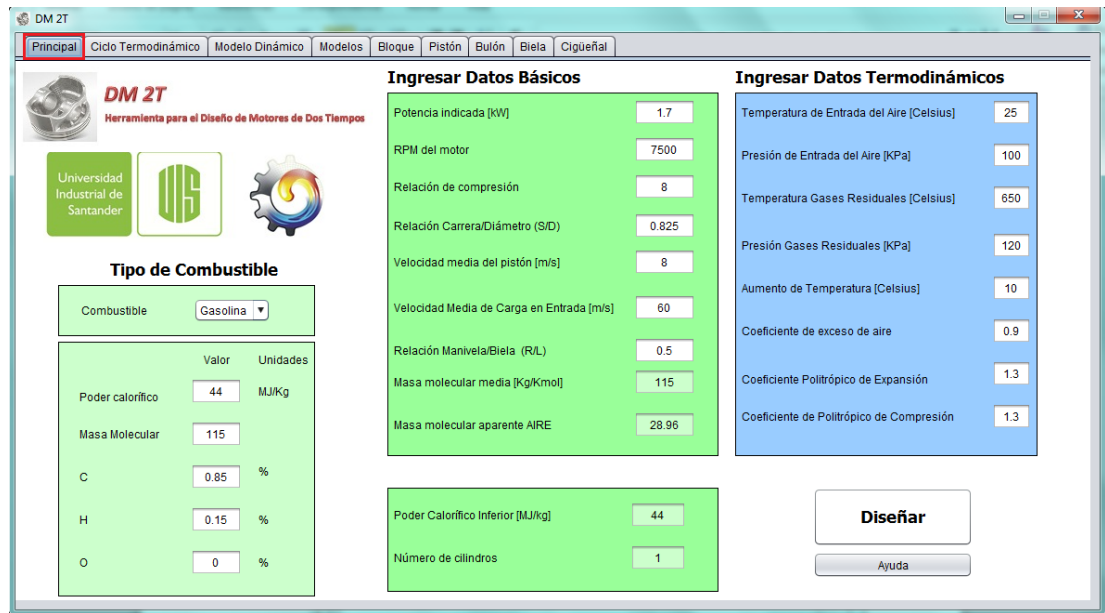 DM 2T
Principal Ciclo Termodinámico Modelo Dinámico Modelos Bloque Pistón Bulón Biela Cigüeñal
DM 2T
Herramienta para el Diseño de Motores de Dos Tiempos
Universidad
Industrial de
Santander
UIS
Tipo de Combustible
Combustible Gasolina
Valor Unidades
Poder calorífico 44 MJ/Kg
Masa Molecular 115
C 0.85 %
H 0.15 %
O 0 %
Ingresar Datos Básicos
Potencia indicada [kW] 1.7
RPM del motor 7500
Relación de compresión 8
Relación Carrera/Diámetro (S/D) 0.825
Velocidad media del pistón [m/s] 8
Velocidad Media de Carga en Entrada [m/s] 60
Relación Manivela/Biela (R/L) 0.5
Masa molecular media [Kg/Kmol] 115
Masa molecular aparente AIRE 28.96
Poder Calorífico Inferior [MJ/kg] 44
Número de cilindros 1
Ingresar Datos Termodinámicos
Temperatura de Entrada del Aire [Celsius] 25
Presión de Entrada del Aire [KPa] 100
Temperatura Gases Residuales [Celsius] 650
Presión Gases Residuales [KPa] 120
Aumento de Temperatura [Celsius] 10
Coeficiente de exceso de aire 0.9
Coeficiente Politrópico de Expansión 1.3
Coeficiente de Politrópico de Compresión 1.3
Diseñar
Ayuda